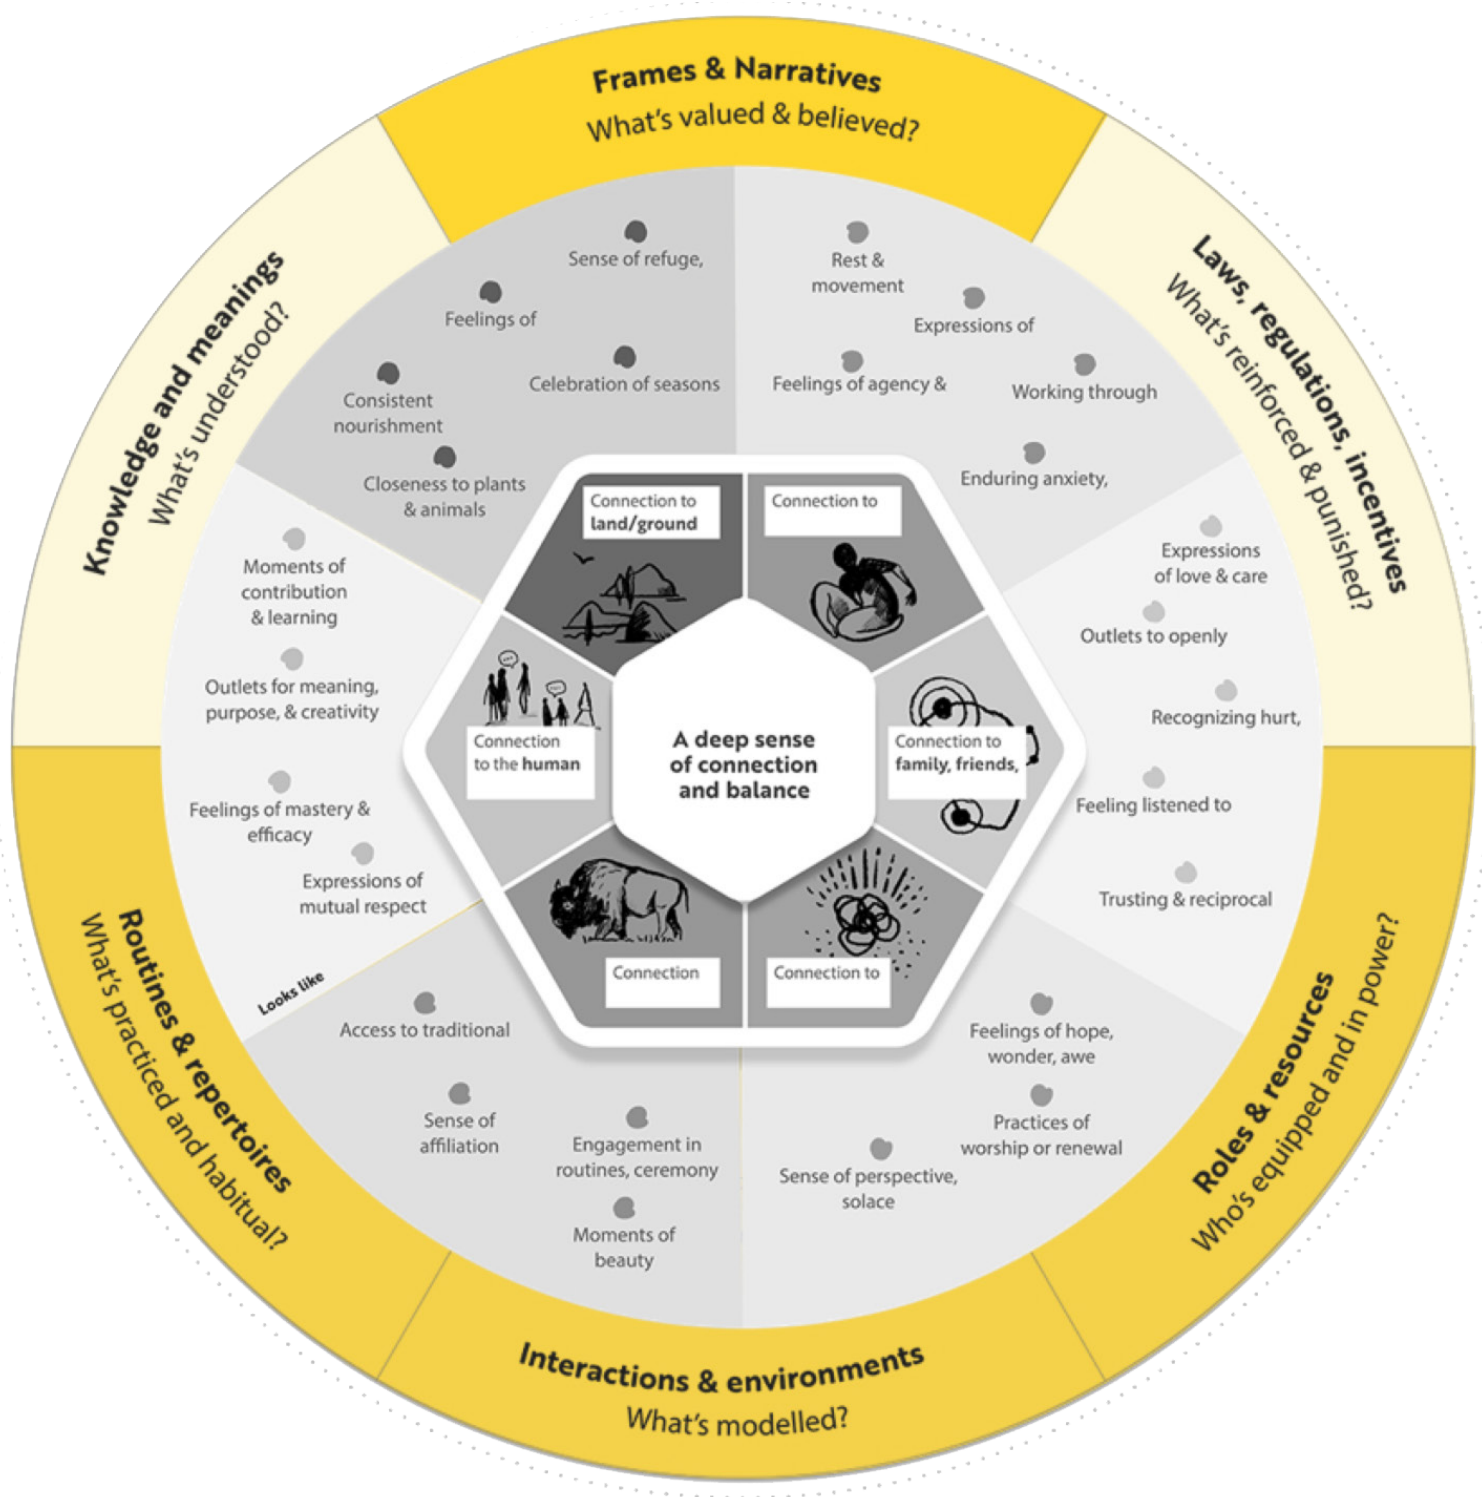 Frames & Narratives
What's valued & believed?
Laws, regulations, incentives
What's reinforced & punished?
Roles & resources
Who's equipped and in power?
Interactions & environments
What's modelled?
Routines & repertoires
What's practiced and habitual?
Knowledge and meanings
What's understood?
Sense of refuge,
Feelings of
Celebration of seasons
Consistent
nourishment
Closeness to plants
& animals
Rest &
movement
Expressions of
Feelings of agency &
Working through
Enduring anxiety,
Expressions
of love & care
Outlets to openly
Recognizing hurt,
Feeling listened to
Trusting & reciprocal
Feelings of hope,
wonder, awe
Practices of
worship or renewal
Sense of perspective,
solace
Access to traditional
Sense of
affiliation
Engagement in
routines, ceremony
Moments of
beauty
Looks like
Moments of
contribution
& learning
Outlets for meaning,
purpose, & creativity
Feelings of mastery &
efficacy
Expressions of
mutual respect
Connection to
land/ground
Connection to
Connection to
family, friends,
Connection to
Connection
Connection
to the human
A deep sense
of connection
and balance